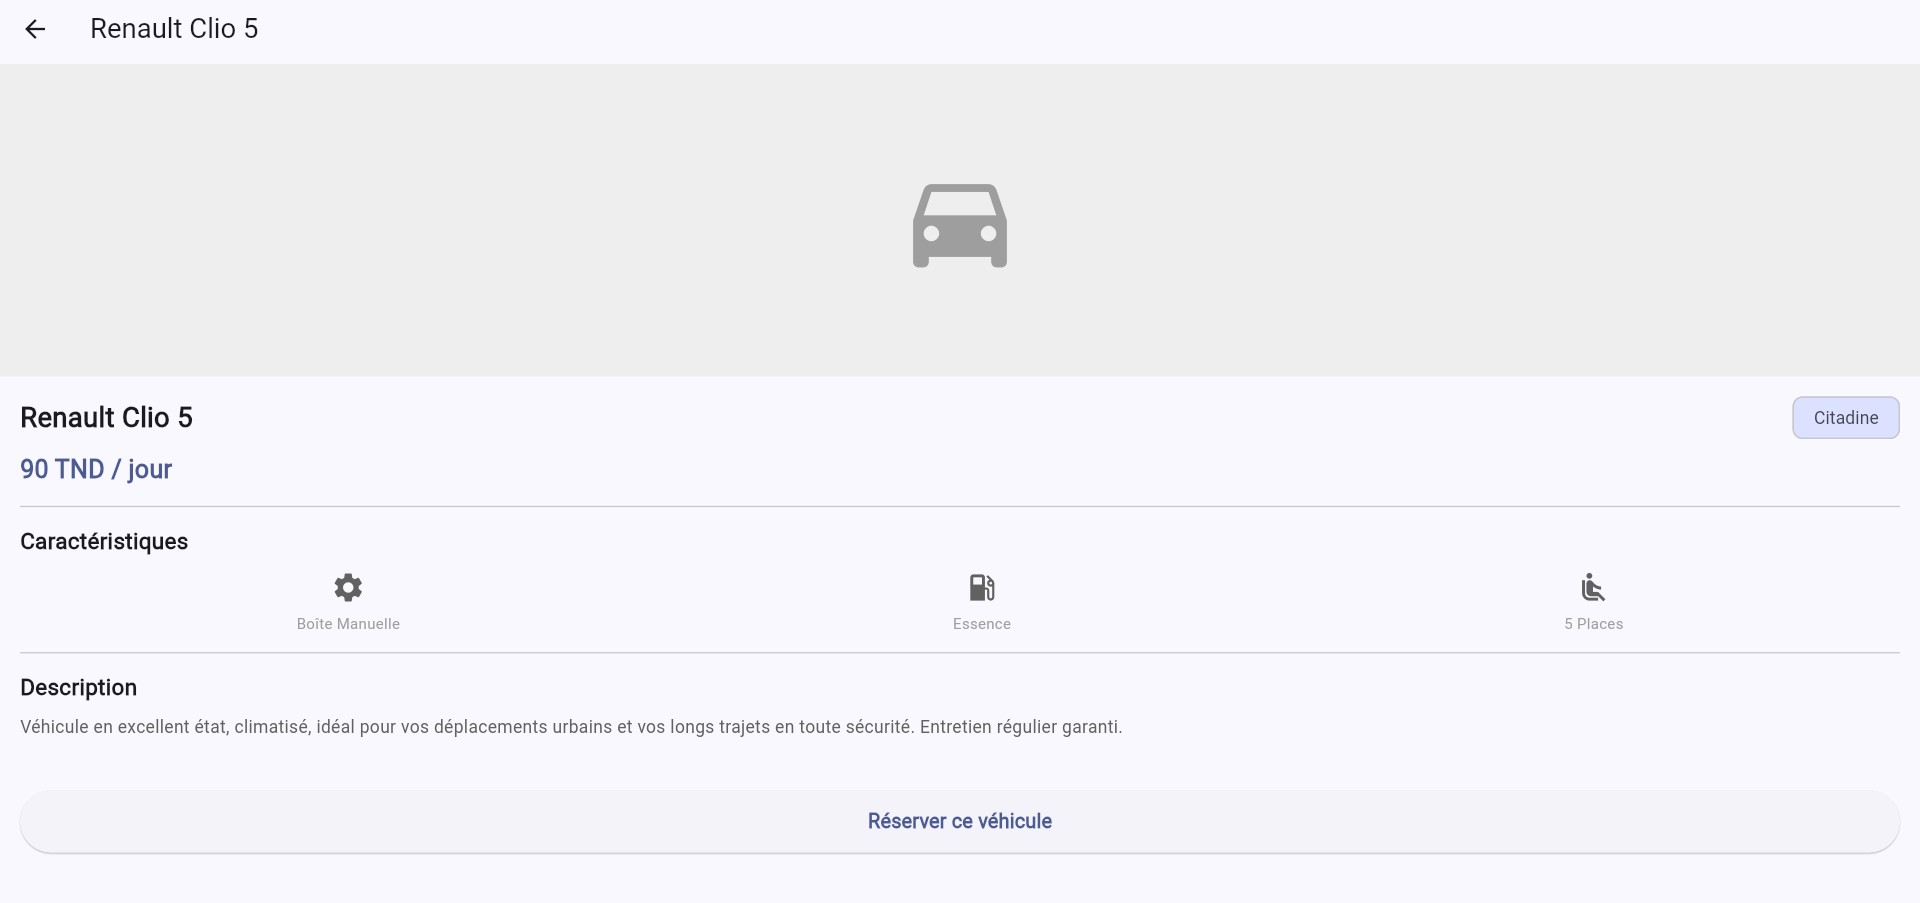 Renault Clio 5
Renault Clio 5
Citadine
90 TND / jour
Caractéristiques
Boîte Manuelle
Essence
5 Places
Description
Véhicule en excellent état, climatisé, idéal pour vos déplacements urbains et vos longs trajets en toute sécurité. Entretien régulier garanti.
Réserver ce véhicule